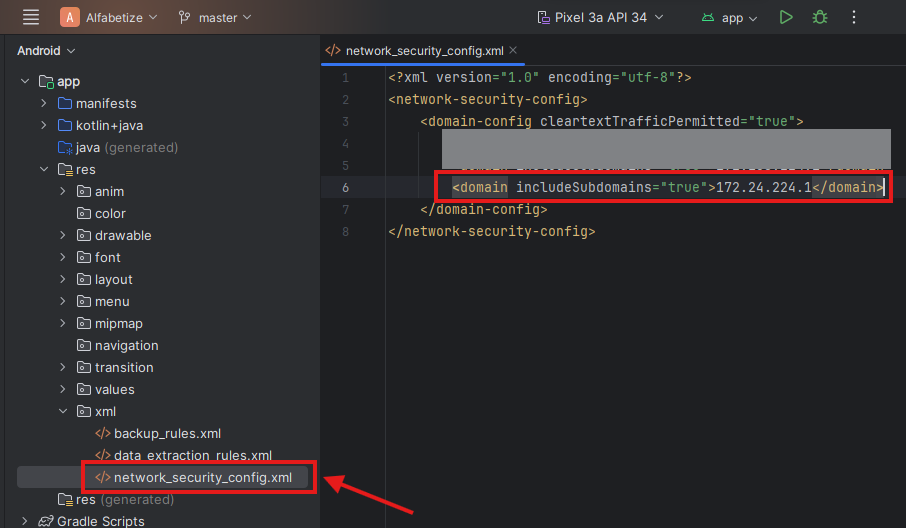 A Alfabetize master Pixel 3a API 34 app
Android
app
manifests
kotlin+java
java (generated)
res
anim
color
drawable
font
layout
menu
mipmap
navigation
transition
values
xml
backup_rules.xml
data_extraction_rules.xml
network_security_config.xml
res (generated)
Gradle Scripts
network_security_config.xml
1 <?xml version="1.0" encoding="utf-8"?>
2 <network-security-config>
3 <domain-config cleartextTrafficPermitted="true">
4
5
6 <domain includeSubdomains="true">172.24.224.1</domain>
7 </domain-config>
8 </network-security-config>